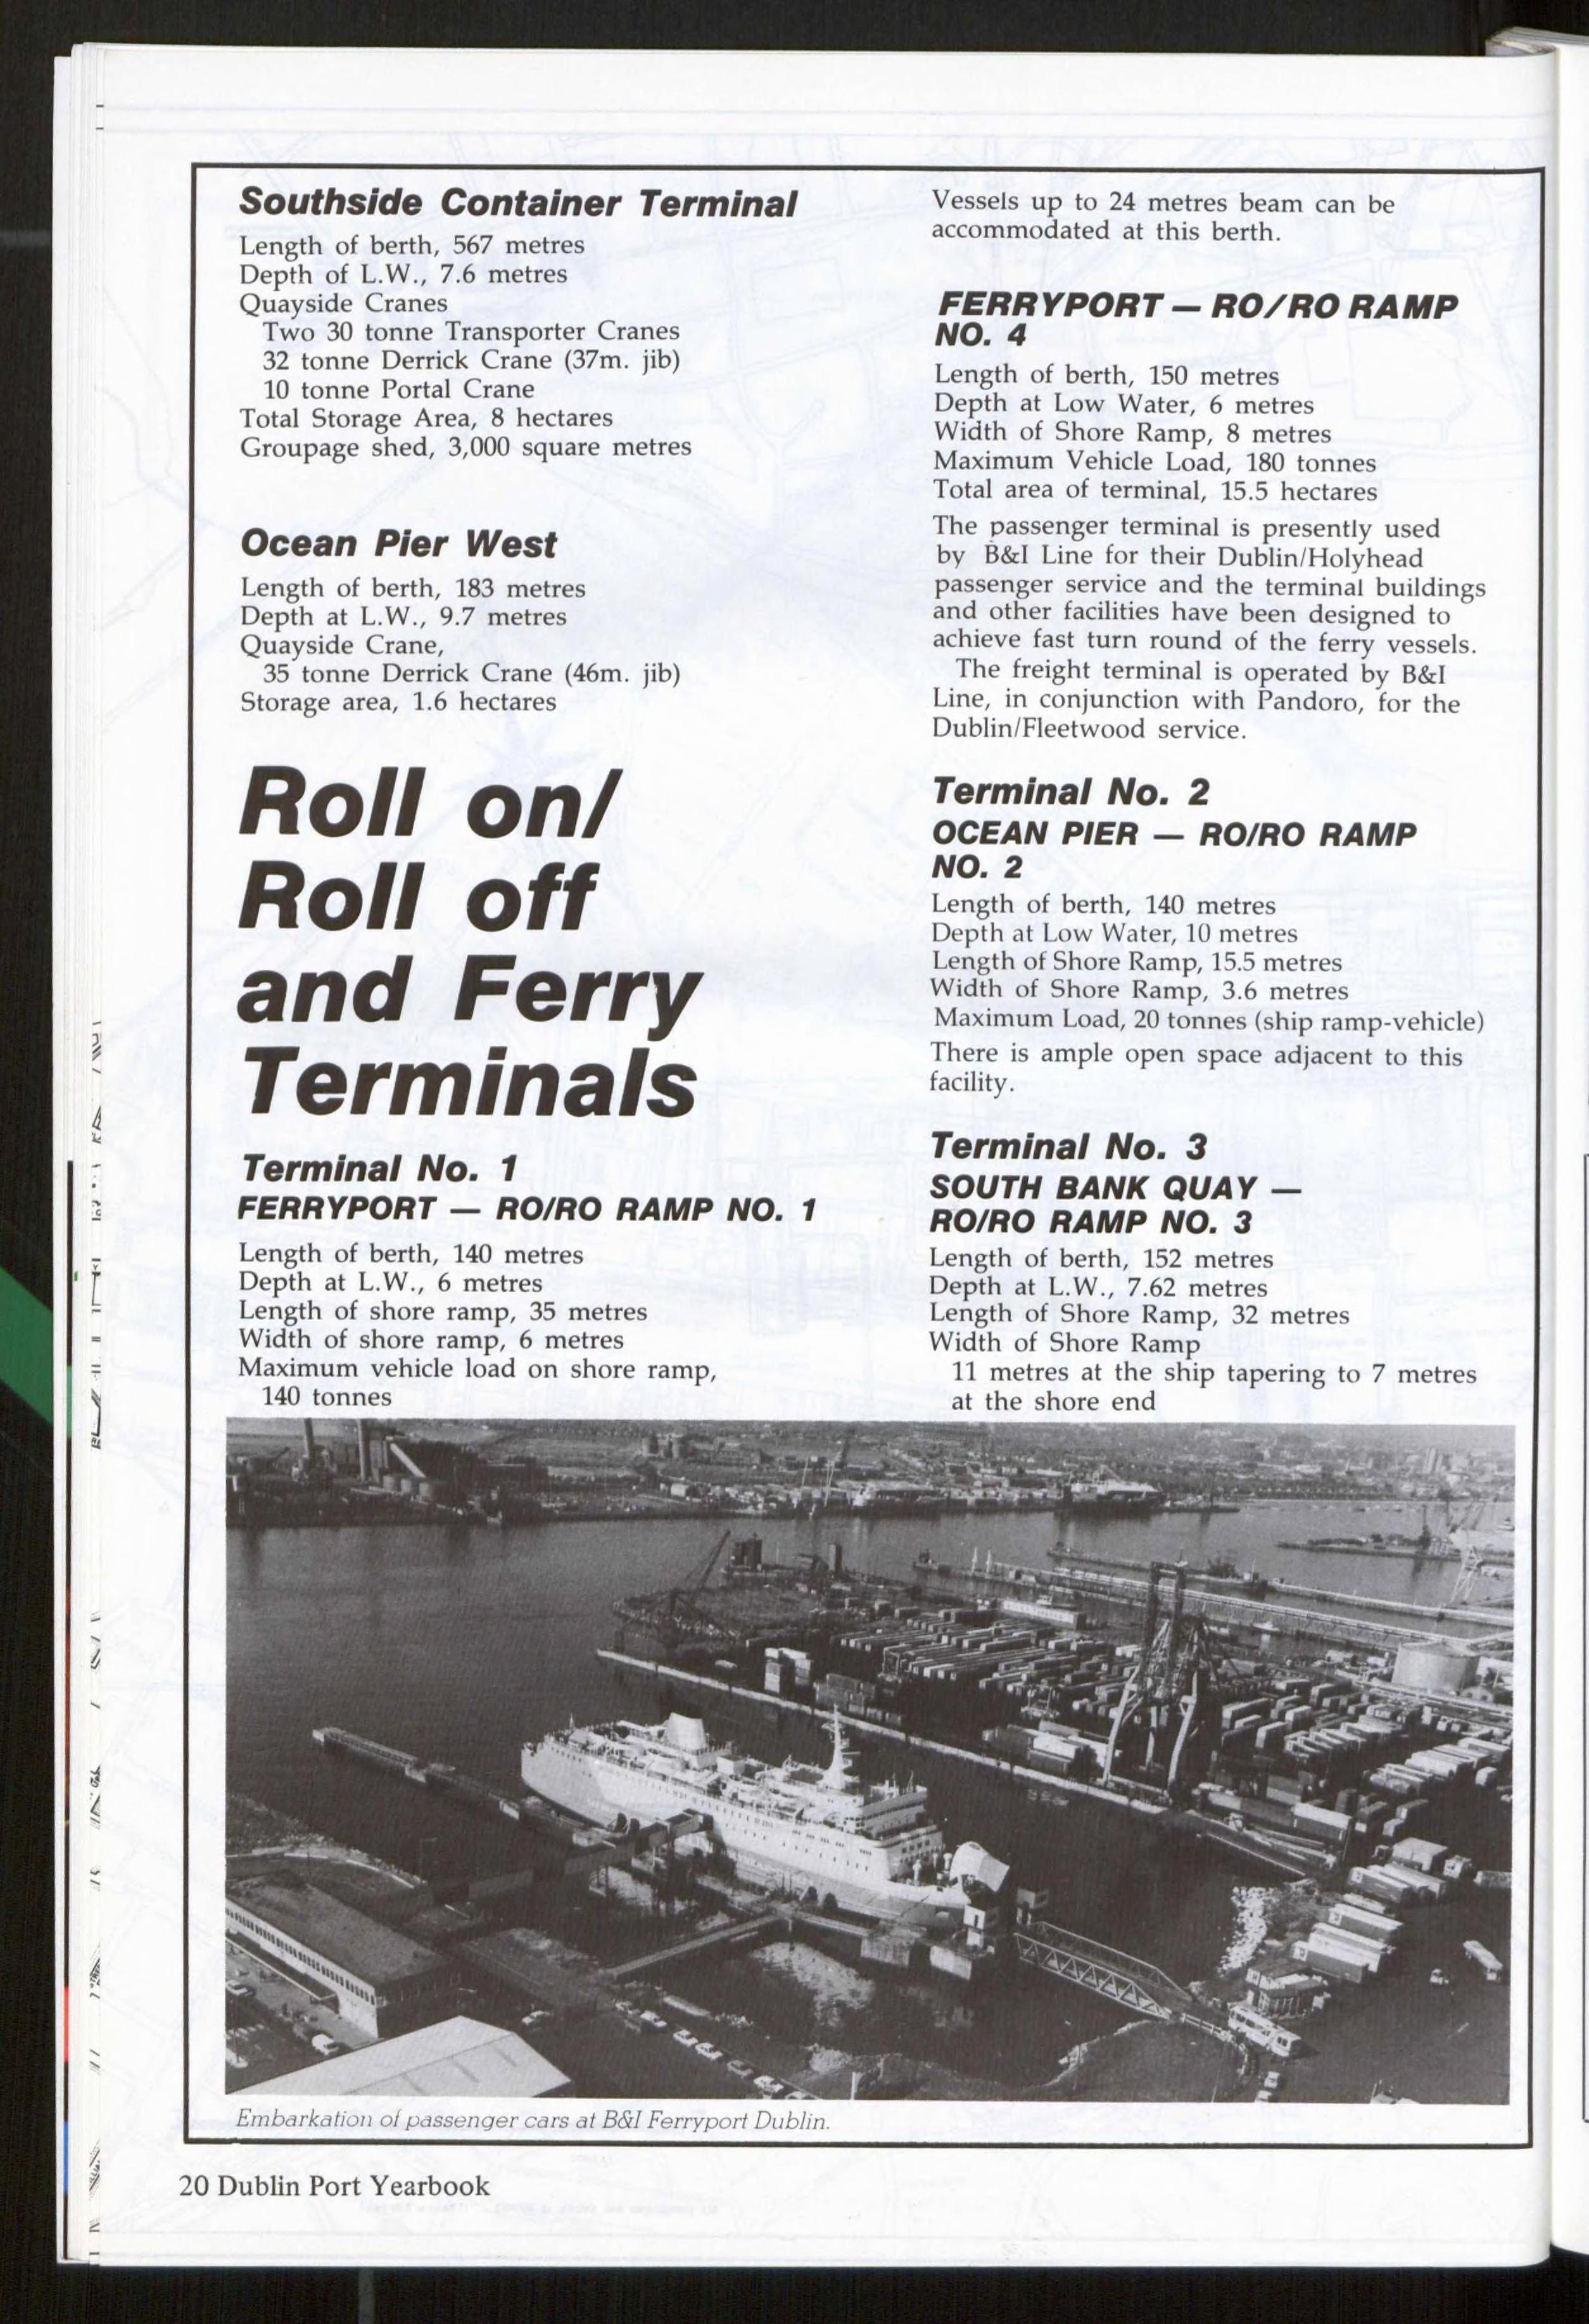 Southside Container Terminal
Length of berth, 567 metres
Depth of L.W., 7.6 metres
Quayside Cranes
Two 30 tonne Transporter Cranes
32 tonne Derrick Crane (37m. jib)
10 tonne Portal Crane
Total Storage Area, 8 hectares
Groupage shed, 3,000 square metres
Ocean Pier West
Length of berth, 183 metres
Depth at L.W., 9.7 metres
Quayside Crane,
35 tonne Derrick Crane (46m. jib)
Storage area, 1.6 hectares
Roll on/
Roll off
and Ferry
Terminals
Terminal No. 1
FERRYPORT — RO/RO RAMP NO. 1
Length of berth, 140 metres
Depth at L.W., 6 metres
Length of shore ramp, 35 metres
Width of shore ramp, 6 metres
Maximum vehicle load on shore ramp,
140 tonnes
Vessels up to 24 metres beam can be
accommodated at this berth.
FERRYPORT — RO/RO RAMP
NO. 4
Length of berth, 150 metres
Depth at Low Water, 6 metres
Width of Shore Ramp, 8 metres
Maximum Vehicle Load, 180 tonnes
Total area of terminal, 15.5 hectares
The passenger terminal is presently used
by B&I Line for their Dublin/Holyhead
passenger service and the terminal buildings
and other facilities have been designed to
achieve fast turn round of the ferry vessels.
The freight terminal is operated by B&I
Line, in conjunction with Pandoro, for the
Dublin/Fleetwood service.
Terminal No. 2
OCEAN PIER — RO/RO RAMP
NO. 2
Length of berth, 140 metres
Depth at Low Water, 10 metres
Length of Shore Ramp, 15.5 metres
Width of Shore Ramp, 3.6 metres
Maximum Load, 20 tonnes (ship ramp-vehicle)
There is ample open space adjacent to this
facility.
Terminal No. 3
SOUTH BANK QUAY —
RO/RO RAMP NO. 3
Length of berth, 152 metres
Depth at L.W., 7.62 metres
Length of Shore Ramp, 32 metres
Width of Shore Ramp
11 metres at the ship tapering to 7 metres
at the shore end
Embarkation of passenger cars at B&I Ferryport Dublin.
20 Dublin Port Yearbook